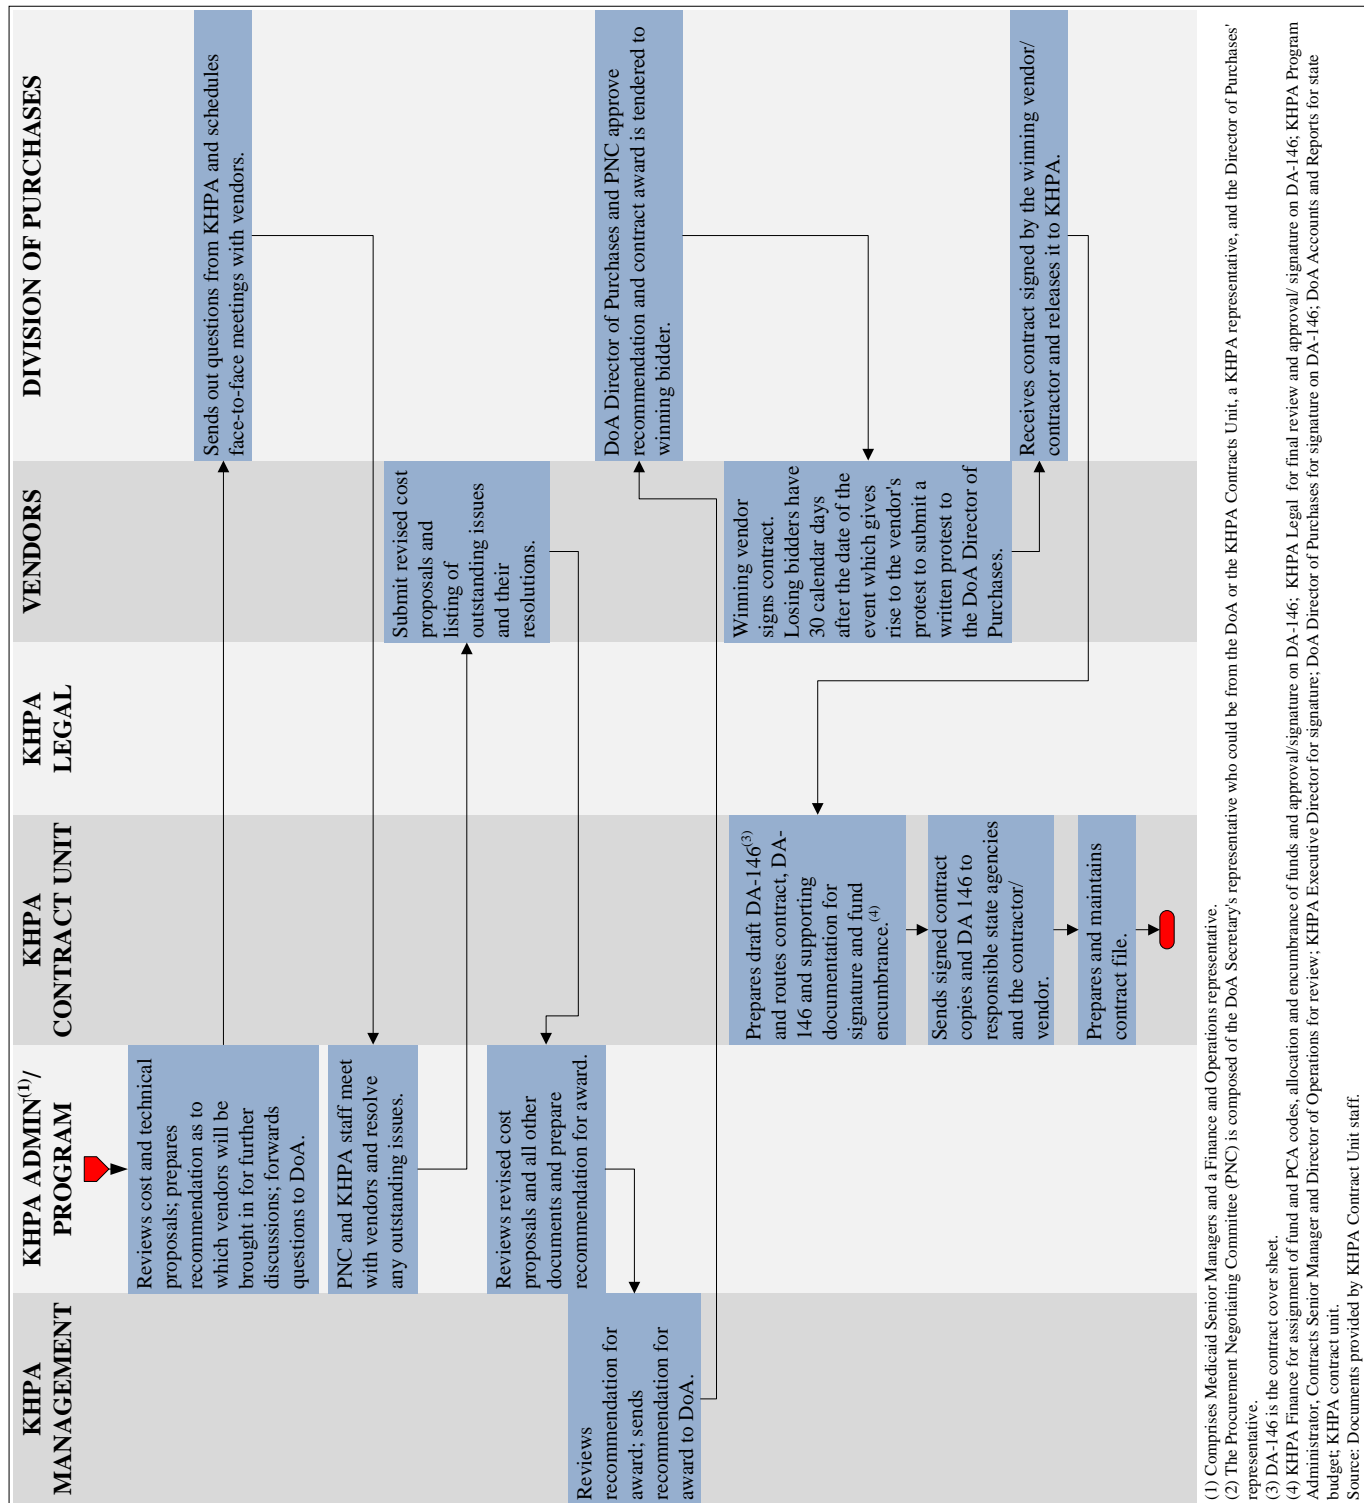 KHPA
MANAGEMENT
KHPA ADMIN(1)/
PROGRAM
KHPA
CONTRACT UNIT
KHPA
LEGAL
VENDORS
DIVISION OF PURCHASES
Reviews cost and technical
proposals; prepares
recommendation as to
which vendors will be
brought in for further
discussions; forwards
questions to DoA.
Sends out questions from KHPA and schedules
face-to-face meetings with vendors.
PNC and KHPA staff meet
with vendors and resolve
any outstanding issues.
Submit revised cost
proposals and
listing of
outstanding issues
and their
resolutions.
Reviews revised cost
proposals and all other
documents and prepare
recommendation for award.
Reviews
recommendation for
award; sends
recommendation for
award to DoA.
DoA Director of Purchases and PNC approve
recommendation and contract award is tendered to
winning bidder.
Winning vendor
signs contract.
Losing bidders have
30 calendar days
after the date of the
event which gives
rise to the vendor's
protest to submit a
written protest to
the DoA Director of
Purchases.
Receives contract signed by the winning vendor/
contractor and releases it to KHPA.
Prepares draft DA-146(3)
and routes contract, DA-
146 and supporting
documentation for
signature and fund
encumbrance.(4)
Sends signed contract
copies and DA 146 to
responsible state agencies
and the contractor/
vendor.
Prepares and maintains
contract file.
(1) Comprises Medicaid Senior Managers and a Finance and Operations representative.
(2) The Procurement Negotiating Committee (PNC) is composed of the DoA Secretary's representative who could be from the DoA or the KHPA Contracts Unit, a KHPA representative, and the Director of Purchases'
representative.
(3) DA-146 is the contract cover sheet.
(4) KHPA Finance for assignment of fund and PCA codes, allocation and encumbrance of funds and approval/signature on DA-146; KHPA Legal for final review and approval/ signature on DA-146; KHPA Program
Administrator, Contracts Senior Manager and Director of Operations for review; KHPA Executive Director for signature; DoA Director of Purchases for signature on DA-146; DoA Accounts and Reports for state
budget; KHPA contract unit.
Source: Documents provided by KHPA Contract Unit staff.